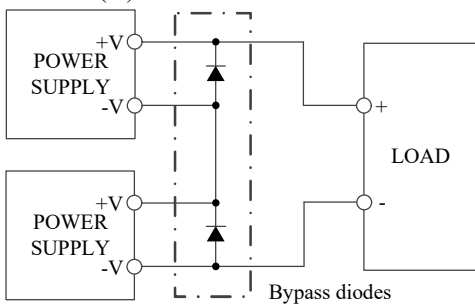 +V
POWER
SUPPLY
-V
+
LOAD
-
+V
POWER
SUPPLY
-V
Bypass diodes